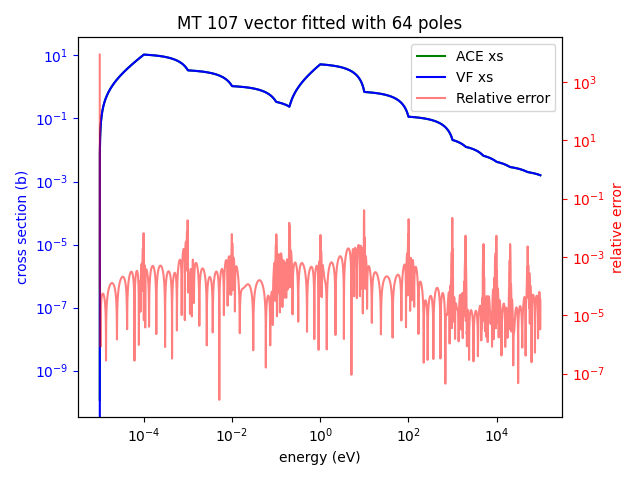 MT 107 vector fitted with 64 poles
ACE xs
VF xs
Relative error
cross section (b)
10^1
10^-1
10^-3
10^-5
10^-7
10^-9
10^3
10^1
10^-1
10^-3
10^-5
10^-7
relative error
10^-4 10^-2 10^0 10^2 10^4
energy (eV)